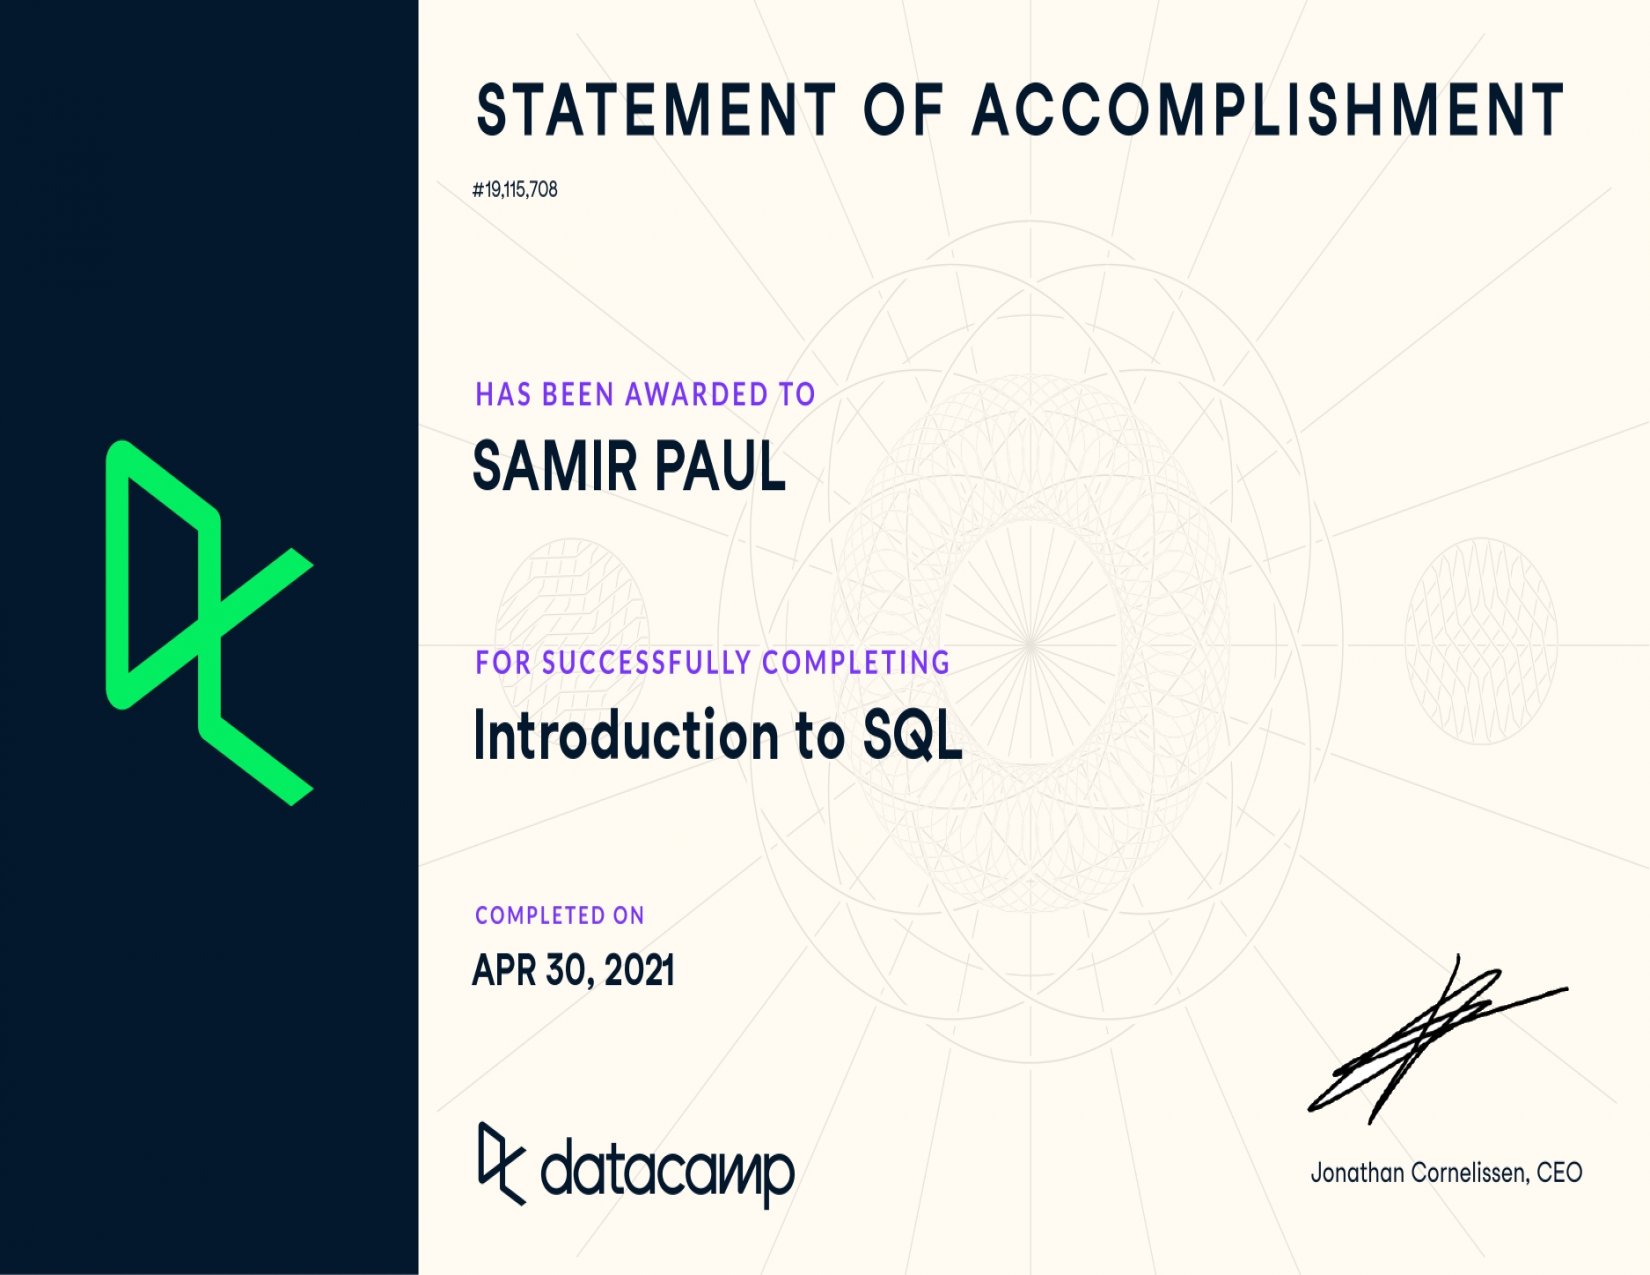 STATEMENT OF ACCOMPLISHMENT
#19,115,708
HAS BEEN AWARDED TO
SAMIR PAUL
FOR SUCCESSFULLY COMPLETING
Introduction to SQL
COMPLETED ON
APR 30, 2021
datacamp
Jonathan Cornelissen, CEO